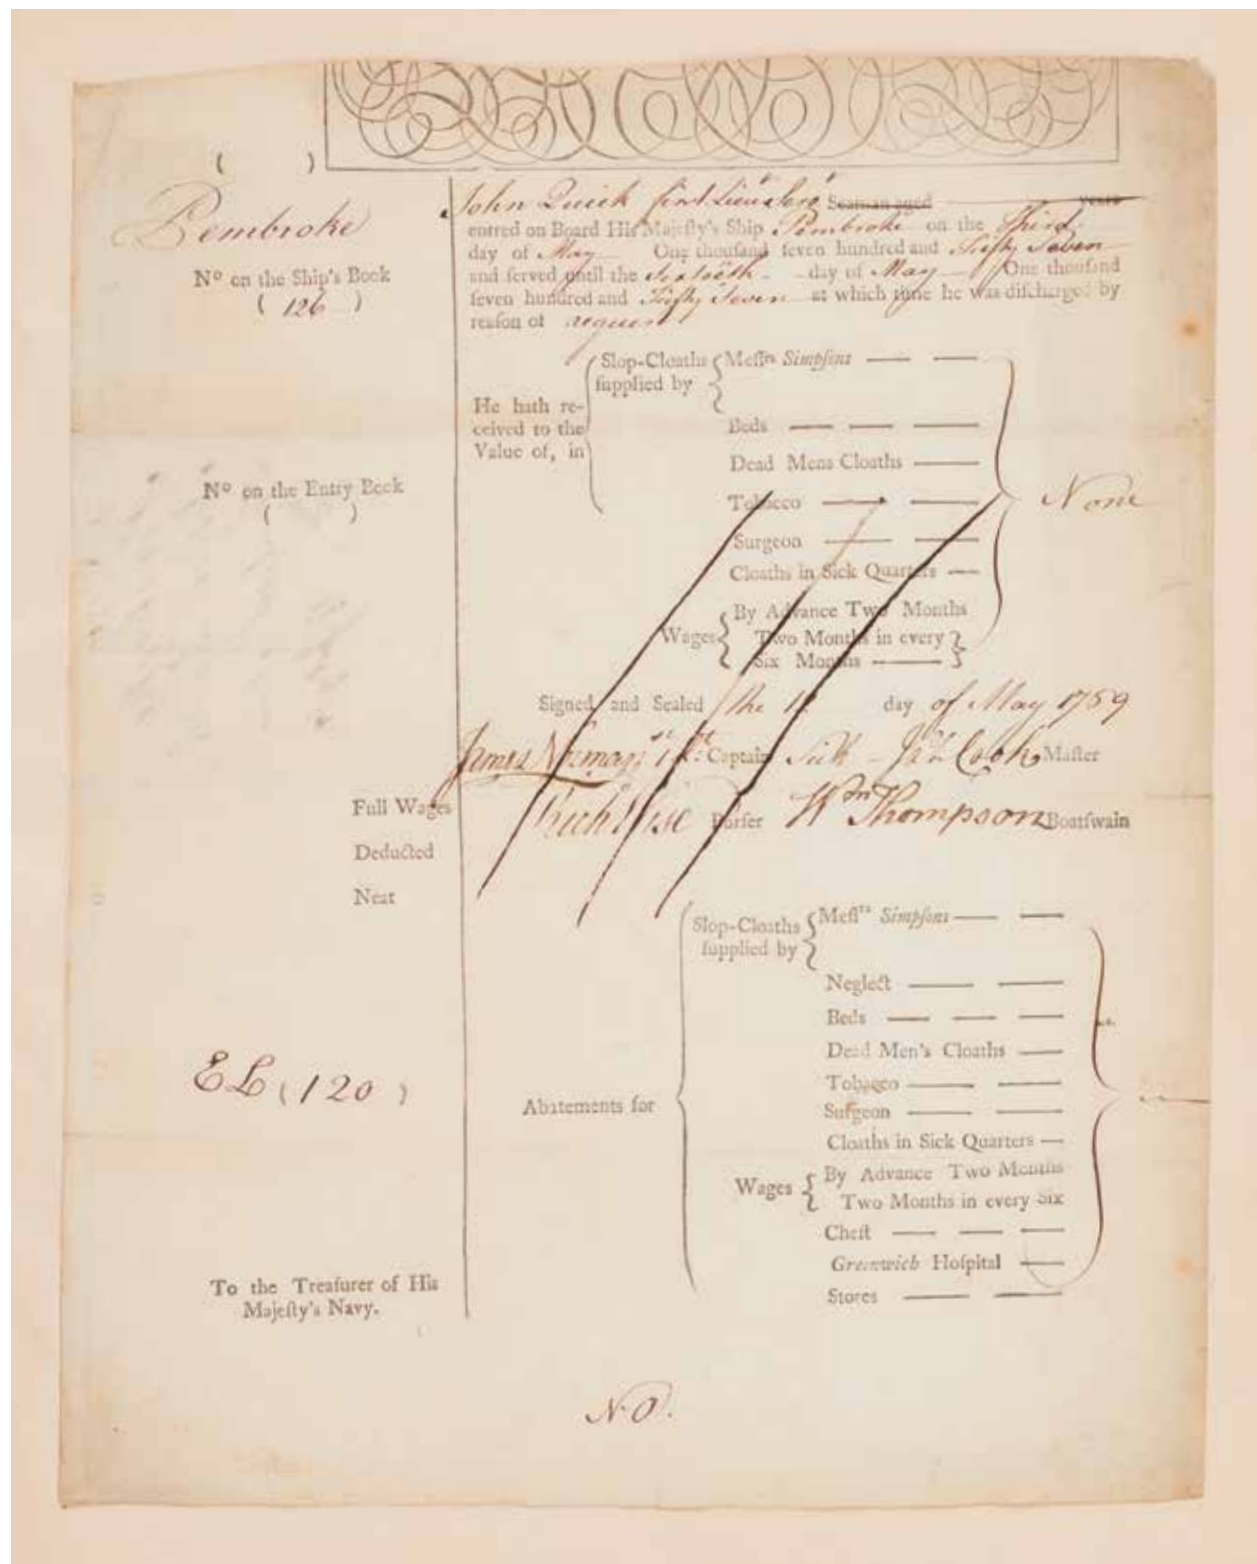 (      )
Pembroke
Nº on the Ship's Book
( 126 )
Nº on the Entry Book
(      )
John Quick first Lieut Serv.t Seaman aged years
entred on Board His Majeſty's Ship Pembroke on the Third
day of May One thouſand ſeven hundred and Fifty Seven
and ſerved until the day of May One thouſand
ſeven hundred and Fifty Seven at which time he was diſcharged by
reaſon of request
He hath re-
ceived to the
Value of, in
Slop-Cloaths
ſupplied by
Meſſrs Simpſons
Beds
Dead Mens Cloaths
Tobacco
Surgeon
Cloaths in Sick Quarters
Wages
By Advance Two Months
Two Months in every
Six Months
None
Signed and Sealed the 11 day of May 1759
James Norman 1st Lt: Captain Sick Jas Cook Maſter
Rich Wise Purſer Wm Thompson Boatſwain
Full Wages
Deducted
Neat
EL (120)
Abatements for
Slop-Cloaths
ſupplied by
Meſſrs Simpſons
Neglect
Beds
Dead Men's Cloaths
Tobacco
Surgeon
Cloaths in Sick Quarters
Wages
By Advance Two Months
Two Months in every Six
Cheſt
Greenwich Hoſpital
Stores
To the Treaſurer of His
Majeſty's Navy.
N.O.